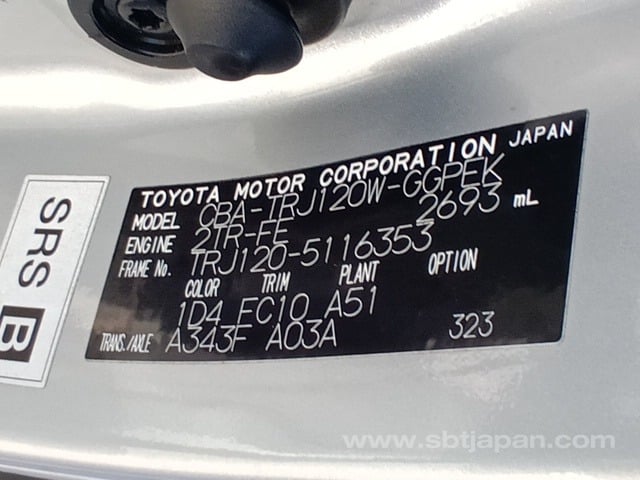 TOYOTA MOTOR CORPORATION JAPAN
MODEL CBA-TRJ120W-GGPEK
ENGINE 2TR-FE 2693 mL
FRAME No. TRJ120-5116353
COLOR TRIM PLANT OPTION
1D4 FC10 A51
TRANS./AXLE A343F A03A 323
SRS B
www.sbtjapan.com